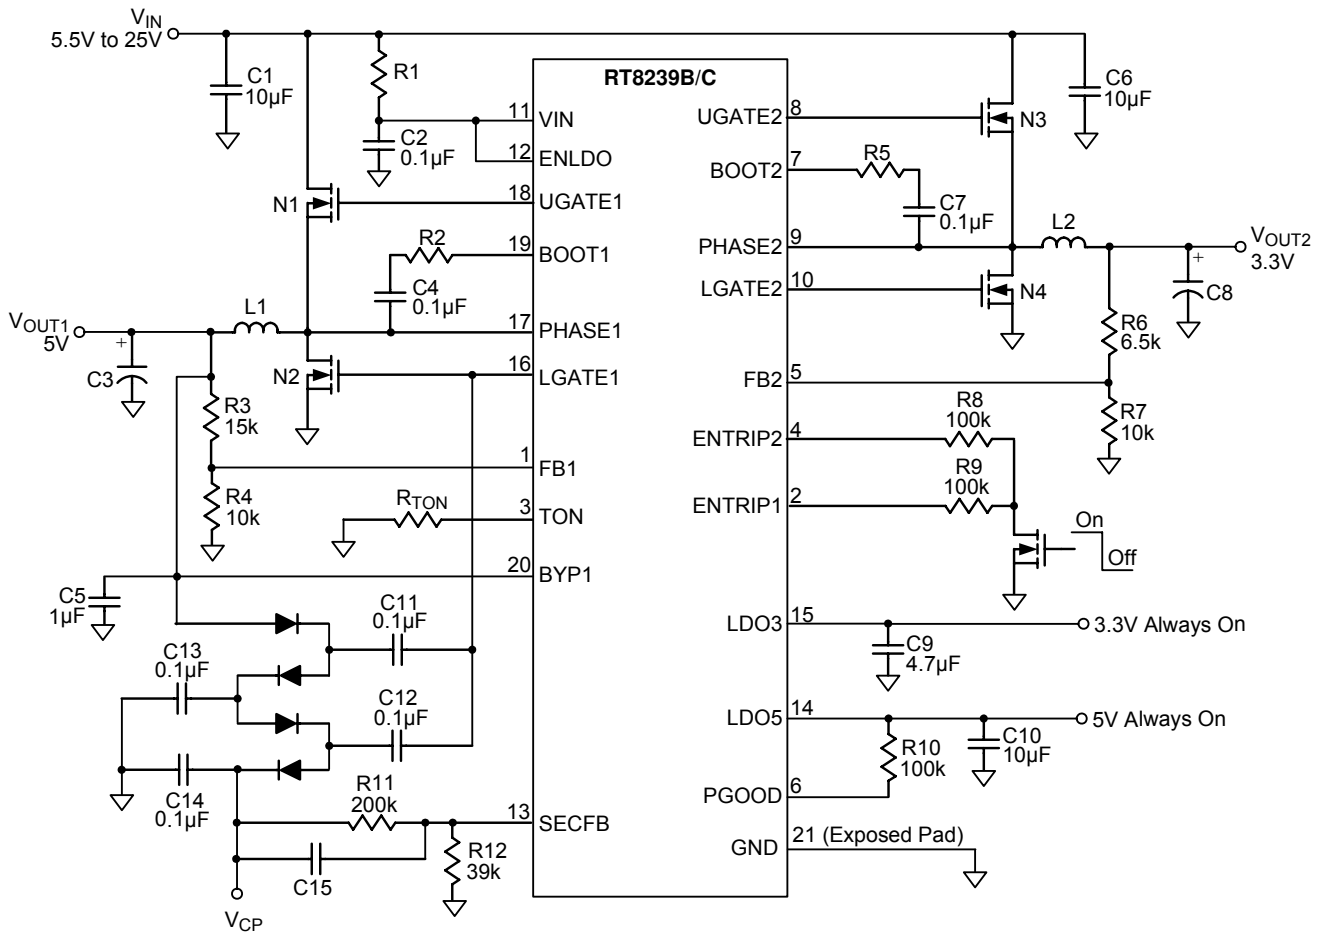 VIN
5.5V to 25V
C1
10µF
R1
C2
0.1µF
RT8239B/C
11
VIN
12
ENLDO
N1
18
UGATE1
R2
19
BOOT1
C4
0.1µF
L1
VOUT1
5V
17
PHASE1
C3
N2
16
LGATE1
R3
15k
1
FB1
R4
10k
RTON
3
TON
20
BYP1
C5
1µF
C11
0.1µF
C13
0.1µF
C12
0.1µF
C14
0.1µF
R11
200k
13
SECFB
C15
R12
39k
VCP
UGATE2
8
N3
C6
10µF
BOOT2
7
R5
C7
0.1µF
PHASE2
9
L2
VOUT2
3.3V
LGATE2
10
N4
C8
R6
6.5k
FB2
5
R7
10k
ENTRIP2
4
R8
100k
ENTRIP1
2
R9
100k
On
Off
LDO3
15
3.3V Always On
C9
4.7µF
LDO5
14
5V Always On
R10
100k
C10
10µF
PGOOD
6
GND
21 (Exposed Pad)